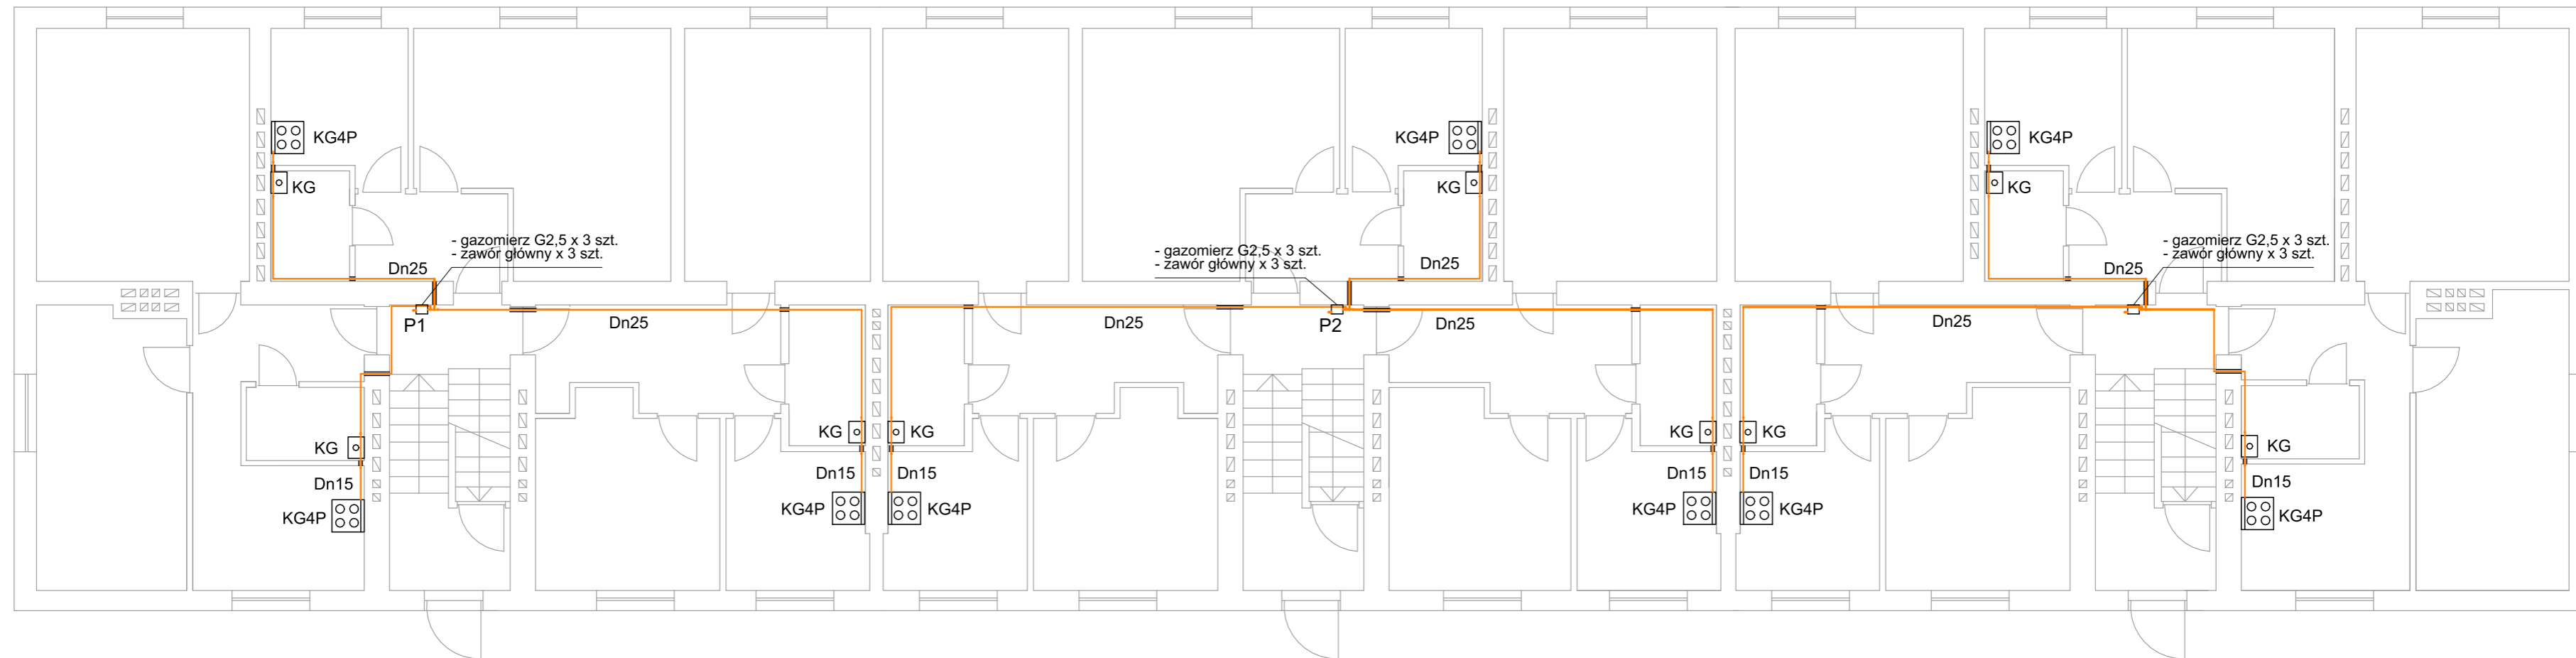 KG4P
KG4P
KG4P
KG
KG
KG
- gazomierz G2,5 x 3 szt.
- zawór główny x 3 szt.
- gazomierz G2,5 x 3 szt.
- zawór główny x 3 szt.
- gazomierz G2,5 x 3 szt.
- zawór główny x 3 szt.
Dn25
Dn25
Dn25
P1
Dn25
Dn25
P2
Dn25
Dn25
KG
KG
KG
KG
KG
KG
Dn15
Dn15
Dn15
Dn15
Dn15
Dn15
KG4P
KG4P
KG4P
KG4P
KG4P
KG4P